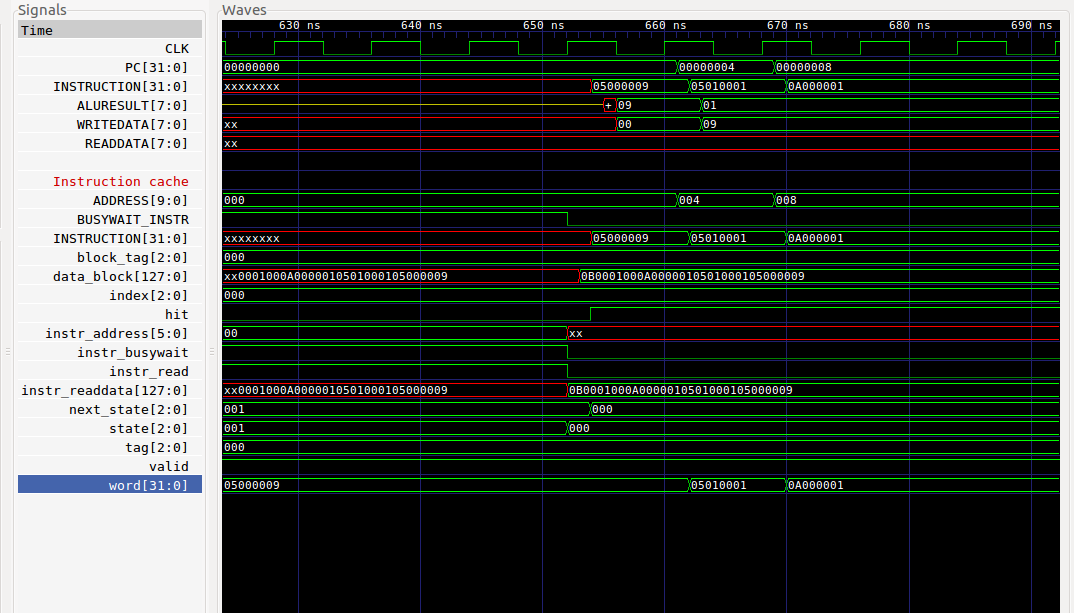 Signals Waves
Time 630 ns 640 ns 650 ns 660 ns 670 ns 680 ns 690 ns
CLK
PC[31:0] 00000000 00000004 00000008
INSTRUCTION[31:0] xxxxxxxx 05000009 05010001 0A000001
ALURESULT[7:0] + 09 01
WRITEDATA[7:0] xx 00 09
READDATA[7:0] xx
Instruction cache
ADDRESS[9:0] 000 004 008
BUSYWAIT_INSTR
INSTRUCTION[31:0] xxxxxxxx 05000009 05010001 0A000001
block_tag[2:0] 000
data_block[127:0] xx0001000A0000010501000105000009 0B0001000A0000010501000105000009
index[2:0] 000
hit
instr_address[5:0] 00 xx
instr_busywait
instr_read
instr_readdata[127:0] xx0001000A0000010501000105000009 0B0001000A0000010501000105000009
next_state[2:0] 001 000
state[2:0] 001 000
tag[2:0] 000
valid
word[31:0] 05000009 05010001 0A000001